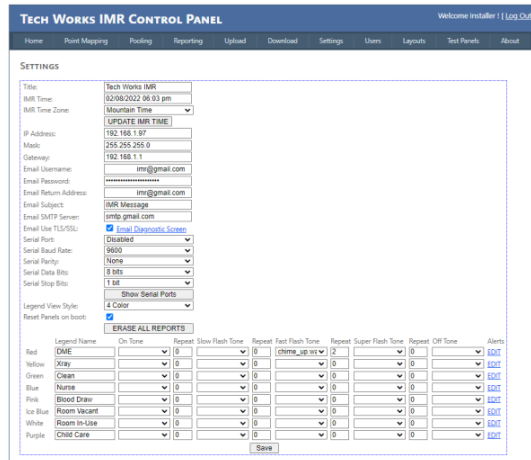 TECH WORKS IMR CONTROL PANEL
Welcome Installer ! [ Log Out
Home Point Mapping Pooling Reporting Upload Download Settings Users Layouts Test Panels About
SETTINGS
Title: Tech Works IMR
IMR Time: 02/08/2022 06:03 pm
IMR Time Zone: Mountain Time
UPDATE IMR TIME
IP Address: 192.168.1.97
Mask: 255.255.255.0
Gateway: 192.168.1.1
Email Username: imr@gmail.com
Email Password: ••••••••••••••••••••••
Email Return Address: imr@gmail.com
Email Subject: IMR Message
Email SMTP Server: smtp.gmail.com
Email Use TLS/SSL: Email Diagnostic Screen
Serial Port: Disabled
Serial Baud Rate: 9600
Serial Parity: None
Serial Data Bits: 8 bits
Serial Stop Bits: 1 bit
Show Serial Ports
Legend View Style: 4 Color
Reset Panels on boot:
ERASE ALL REPORTS
Legend Name On Tone Repeat Slow Flash Tone Repeat Fast Flash Tone Repeat Super Flash Tone Repeat Off Tone Alerts
Red DME 0 0 chime_up.wa 2 0 EDIT
Yellow Xray 0 0 0 0 EDIT
Green Clean 0 0 0 0 EDIT
Blue Nurse 0 0 0 0 EDIT
Pink Blood Draw 0 0 0 0 EDIT
Ice Blue Room Vacant 0 0 0 0 EDIT
White Room In-Use 0 0 0 0 EDIT
Purple Child Care 0 0 0 0 EDIT
Save